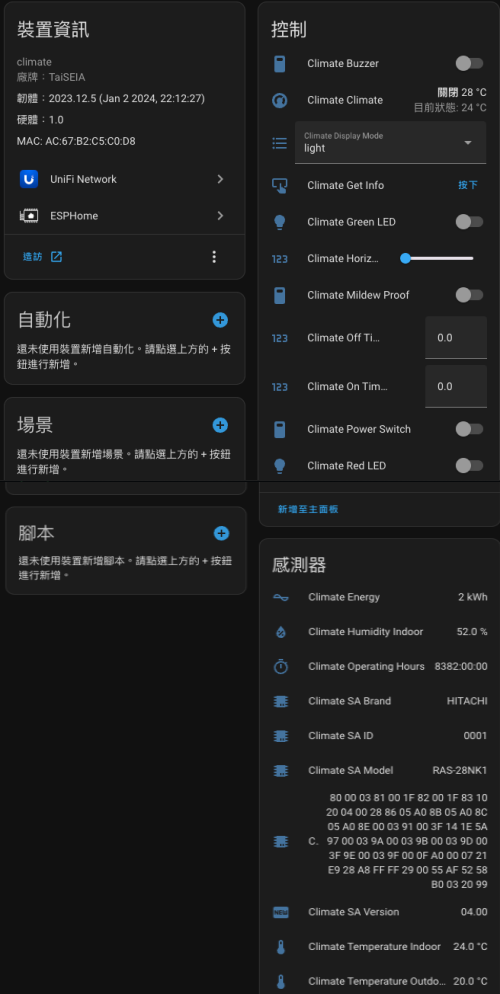 裝置資訊
climate
廠牌：TaiSEIA
韌體：2023.12.5 (Jan 2 2024, 22:12:27)
硬體：1.0
MAC: AC:67:B2:C5:C0:D8
UniFi Network
ESPHome
造訪
自動化
還未使用裝置新增自動化。請點選上方的 + 按
鈕進行新增。
場景
還未使用裝置新增場景。請點選上方的 + 按鈕
進行新增。
腳本
還未使用裝置新增腳本。請點選上方的 + 按鈕
進行新增。
控制
Climate Buzzer
Climate Climate
關閉 28 °C
目前狀態: 24 °C
Climate Display Mode
light
Climate Get Info
按下
Climate Green LED
123 Climate Horiz...
Climate Mildew Proof
123 Climate Off Ti... 0.0
123 Climate On Tim... 0.0
Climate Power Switch
Climate Red LED
新增至主面板
感測器
Climate Energy 2 kWh
Climate Humidity Indoor 52.0 %
Climate Operating Hours 8382:00:00
Climate SA Brand HITACHI
Climate SA ID 0001
Climate SA Model RAS-28NK1
80 00 03 81 00 1F 82 00 1F 83 10
20 04 00 28 86 05 A0 8B 05 A0 8C
05 A0 8E 00 03 91 00 3F 14 1E 5A
C. 97 00 03 9A 00 03 9B 00 03 9D 00
3F 9E 00 03 9F 00 0F A0 00 07 21
E9 28 A8 FF FF 29 00 55 AF 52 58
B0 03 20 99
Climate SA Version 04.00
Climate Temperature Indoor 24.0 °C
Climate Temperature Outdo... 20.0 °C